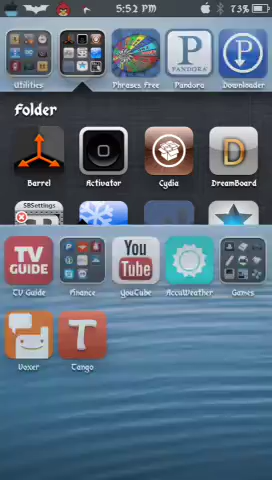 5:52 PM 73%
PANDORA
Utilities Phrases Free Pandora Downloader
Folder
Barrel Activator Cydia DreamBoard
SBSettings
TV GUIDE You Tube
TV Guide Finance YouTube AccuWeather Games
Voxer Tango